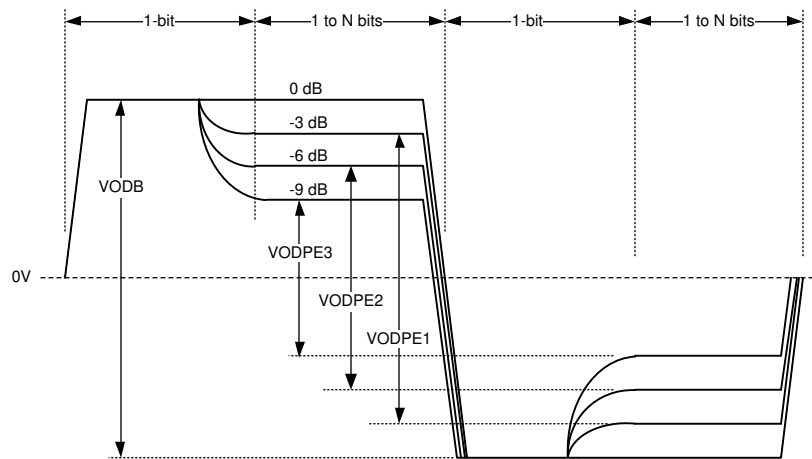 1-bit
1 to N bits
1-bit
1 to N bits
0 dB
-3 dB
-6 dB
-9 dB
VODB
VODPE3
0V
VODPE2
VODPE1